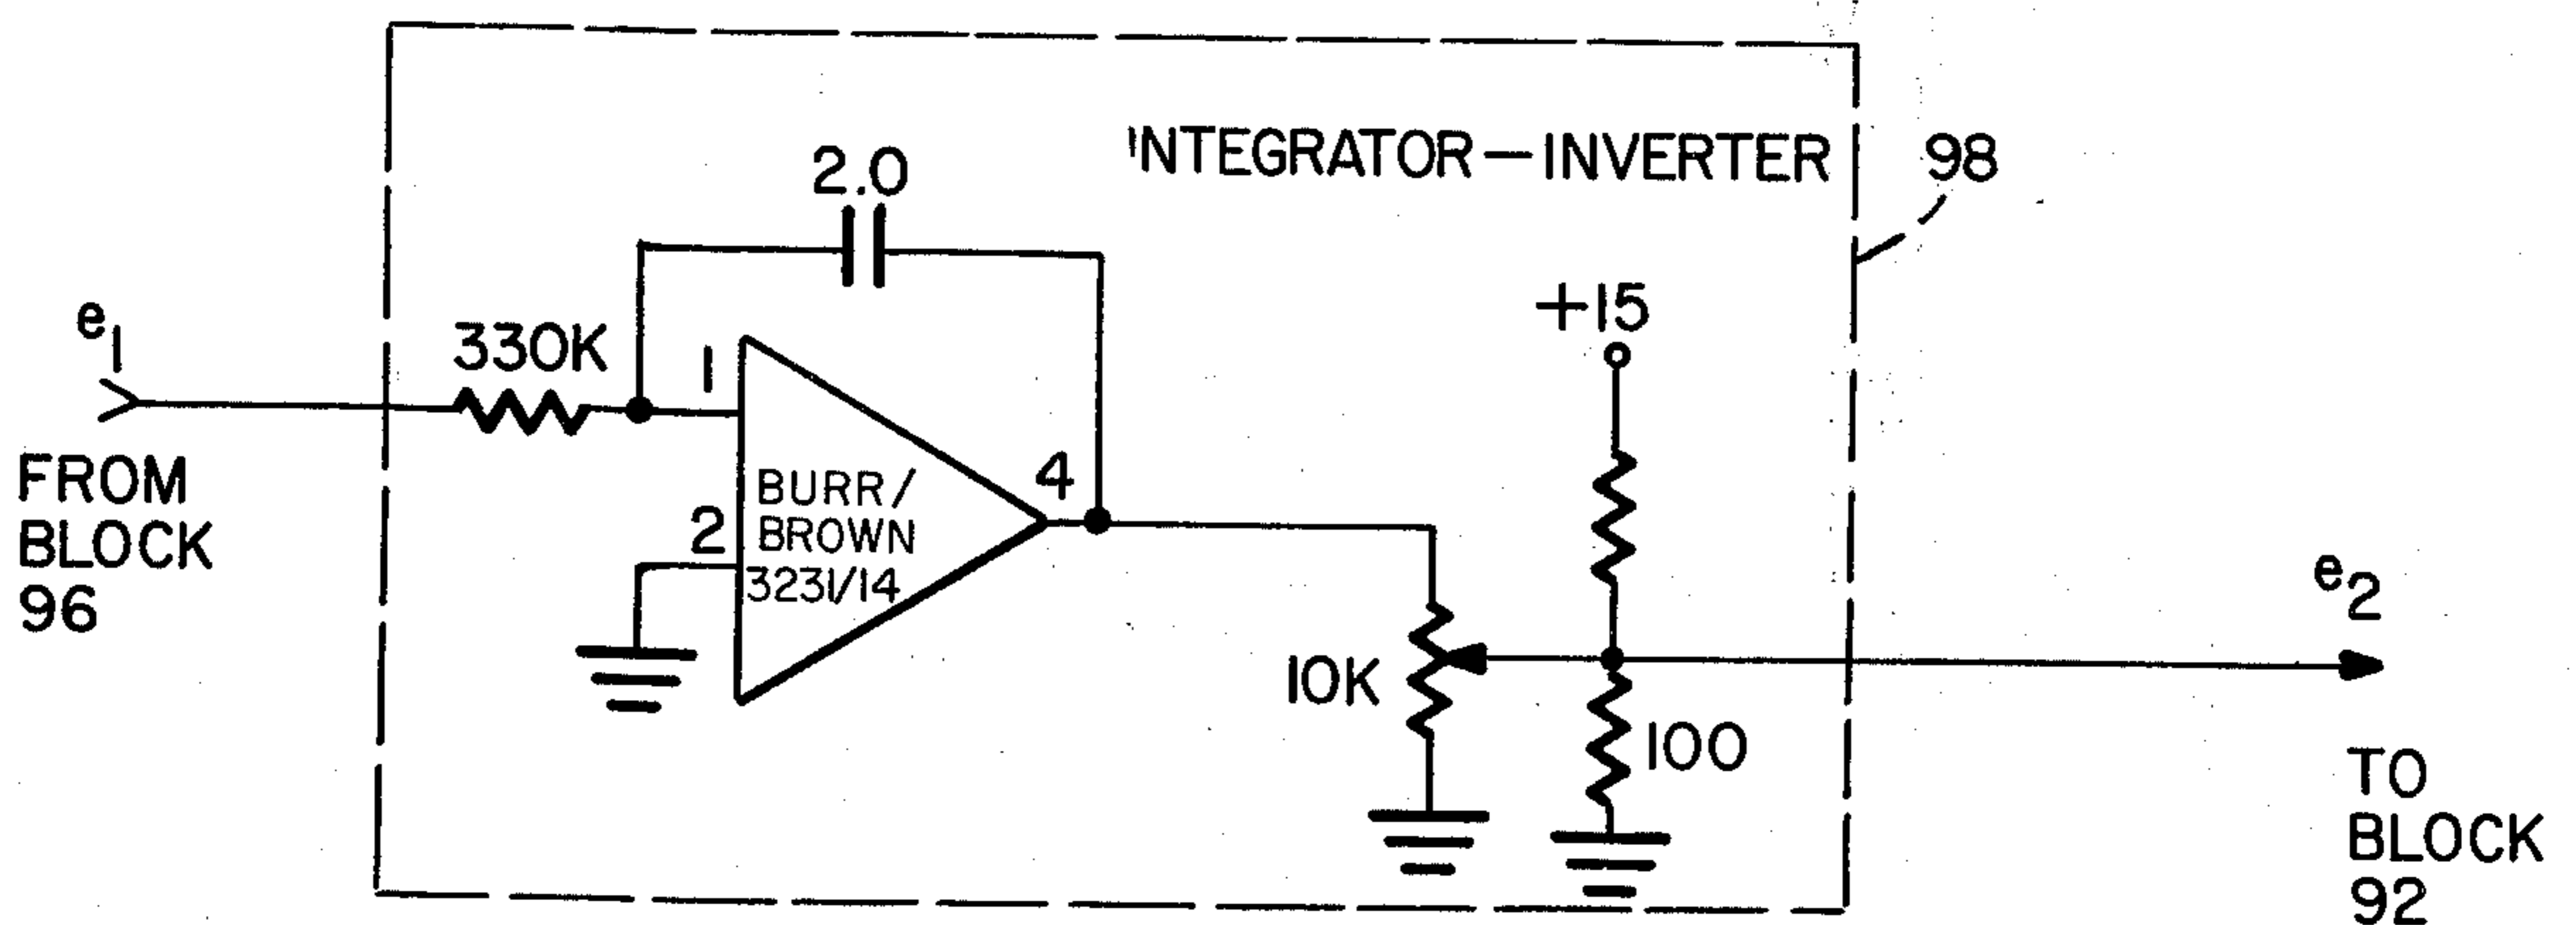 INTEGRATOR-INVERTER
98
2.0
e1
330K
1
+15
FROM
BLOCK
96
BURR/
BROWN
3231/14
2
4
10K
100
e2
TO
BLOCK
92